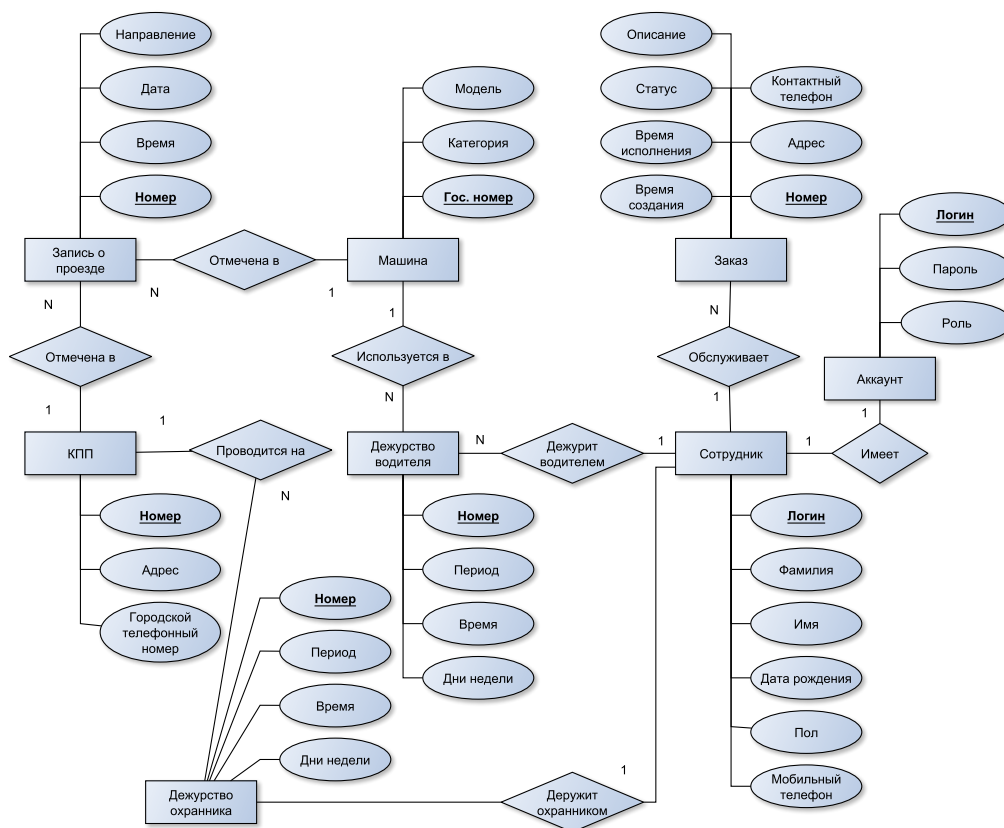 Направление
Дата
Время
Номер
Запись о
проезде
Отмечена в
N
1
Модель
Категория
Гос. номер
Машина
Описание
Статус
Время
исполнения
Время
создания
Контактный
телефон
Адрес
Номер
Заказ
Логин
Пароль
Роль
Аккаунт
N
Отмечена в
1
1
Используется в
N
N
Обслуживает
1
1
Имеет
1
КПП
1
Проводится на
N
Дежурство
водителя
N
Дежурит
водителем
1
Сотрудник
Номер
Адрес
Городской
телефонный
номер
Номер
Период
Время
Дни недели
Номер
Период
Время
Дни недели
Логин
Фамилия
Имя
Дата рождения
Пол
Мобильный
телефон
Дежурство
охранника
Деружит
охранником
1